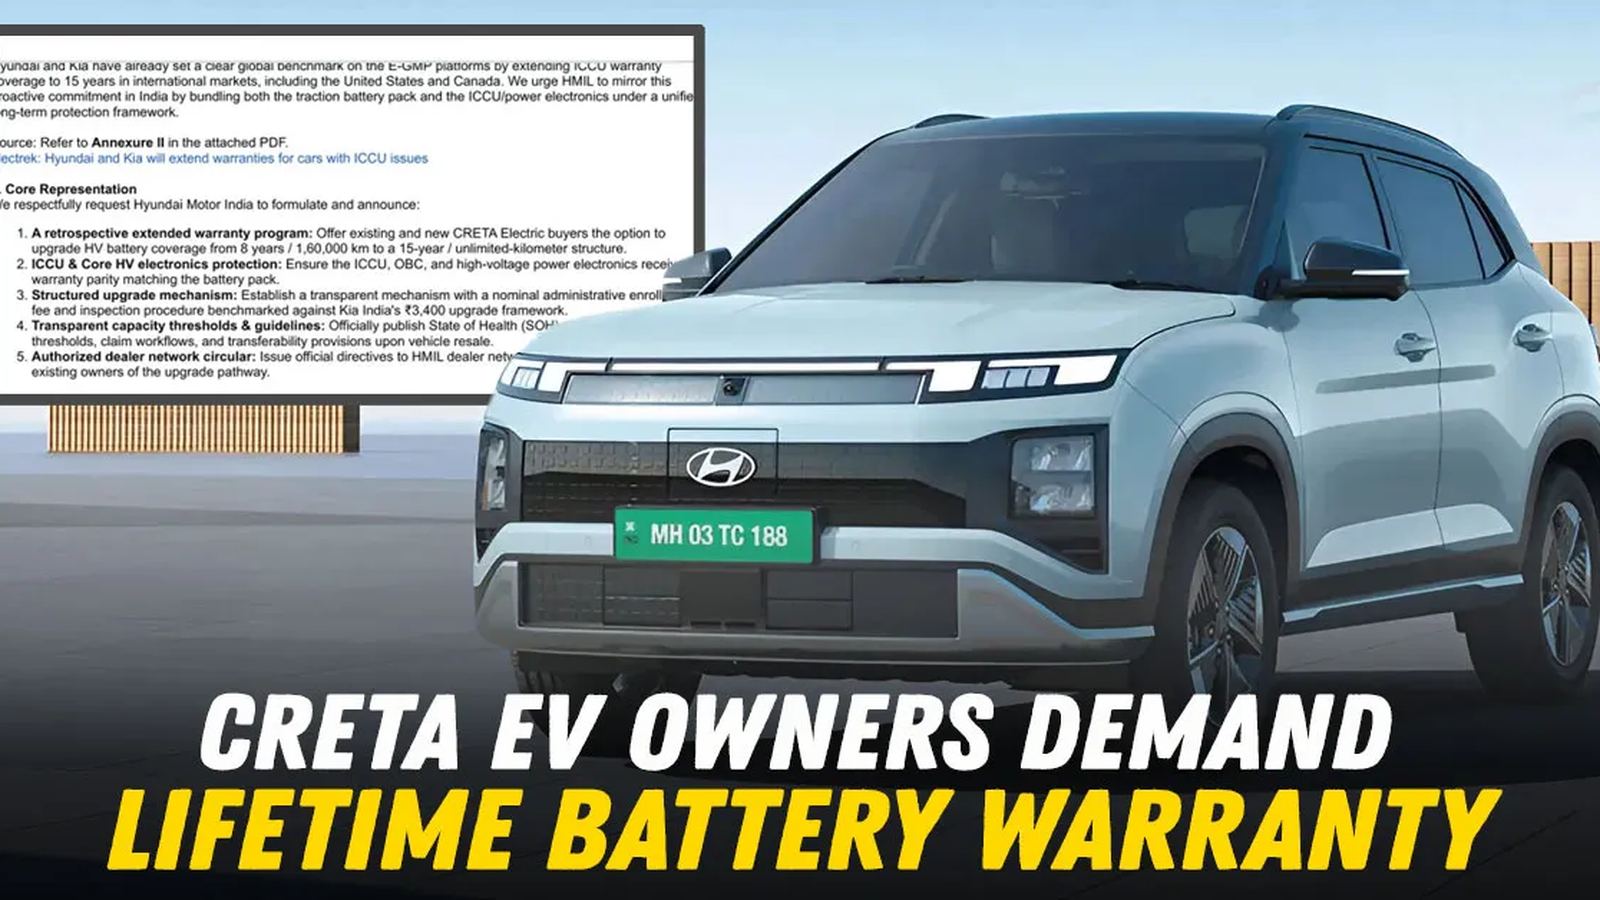 yundai and Kia have already set a clear global benchmark on the E-GMP platforms by extending ICCU warranty
overage to 15 years in international markets, including the United States and Canada. We urge HMIL to mirror this
roactive commitment in India by bundling both the traction battery pack and the ICCU/power electronics under a unifie
ng-term protection framework.
ource: Refer to Annexure II in the attached PDF.
lectrek: Hyundai and Kia will extend warranties for cars with ICCU issues
. Core Representation
e respectfully request Hyundai Motor India to formulate and announce:
1. A retrospective extended warranty program: Offer existing and new CRETA Electric buyers the option to
upgrade HV battery coverage from 8 years / 1,60,000 km to a 15-year / unlimited-kilometer structure.
2. ICCU & Core HV electronics protection: Ensure the ICCU, OBC, and high-voltage power electronics recei
warranty parity matching the battery pack.
3. Structured upgrade mechanism: Establish a transparent mechanism with a nominal administrative enroll
fee and inspection procedure benchmarked against Kia India's ₹3,400 upgrade framework.
4. Transparent capacity thresholds & guidelines: Officially publish State of Health (SOH)
thresholds, claim workflows, and transferability provisions upon vehicle resale.
5. Authorized dealer network circular: Issue official directives to HMIL dealer netw
existing owners of the upgrade pathway.
MH 03 TC 188
CRETA EV OWNERS DEMAND
LIFETIME BATTERY WARRANTY